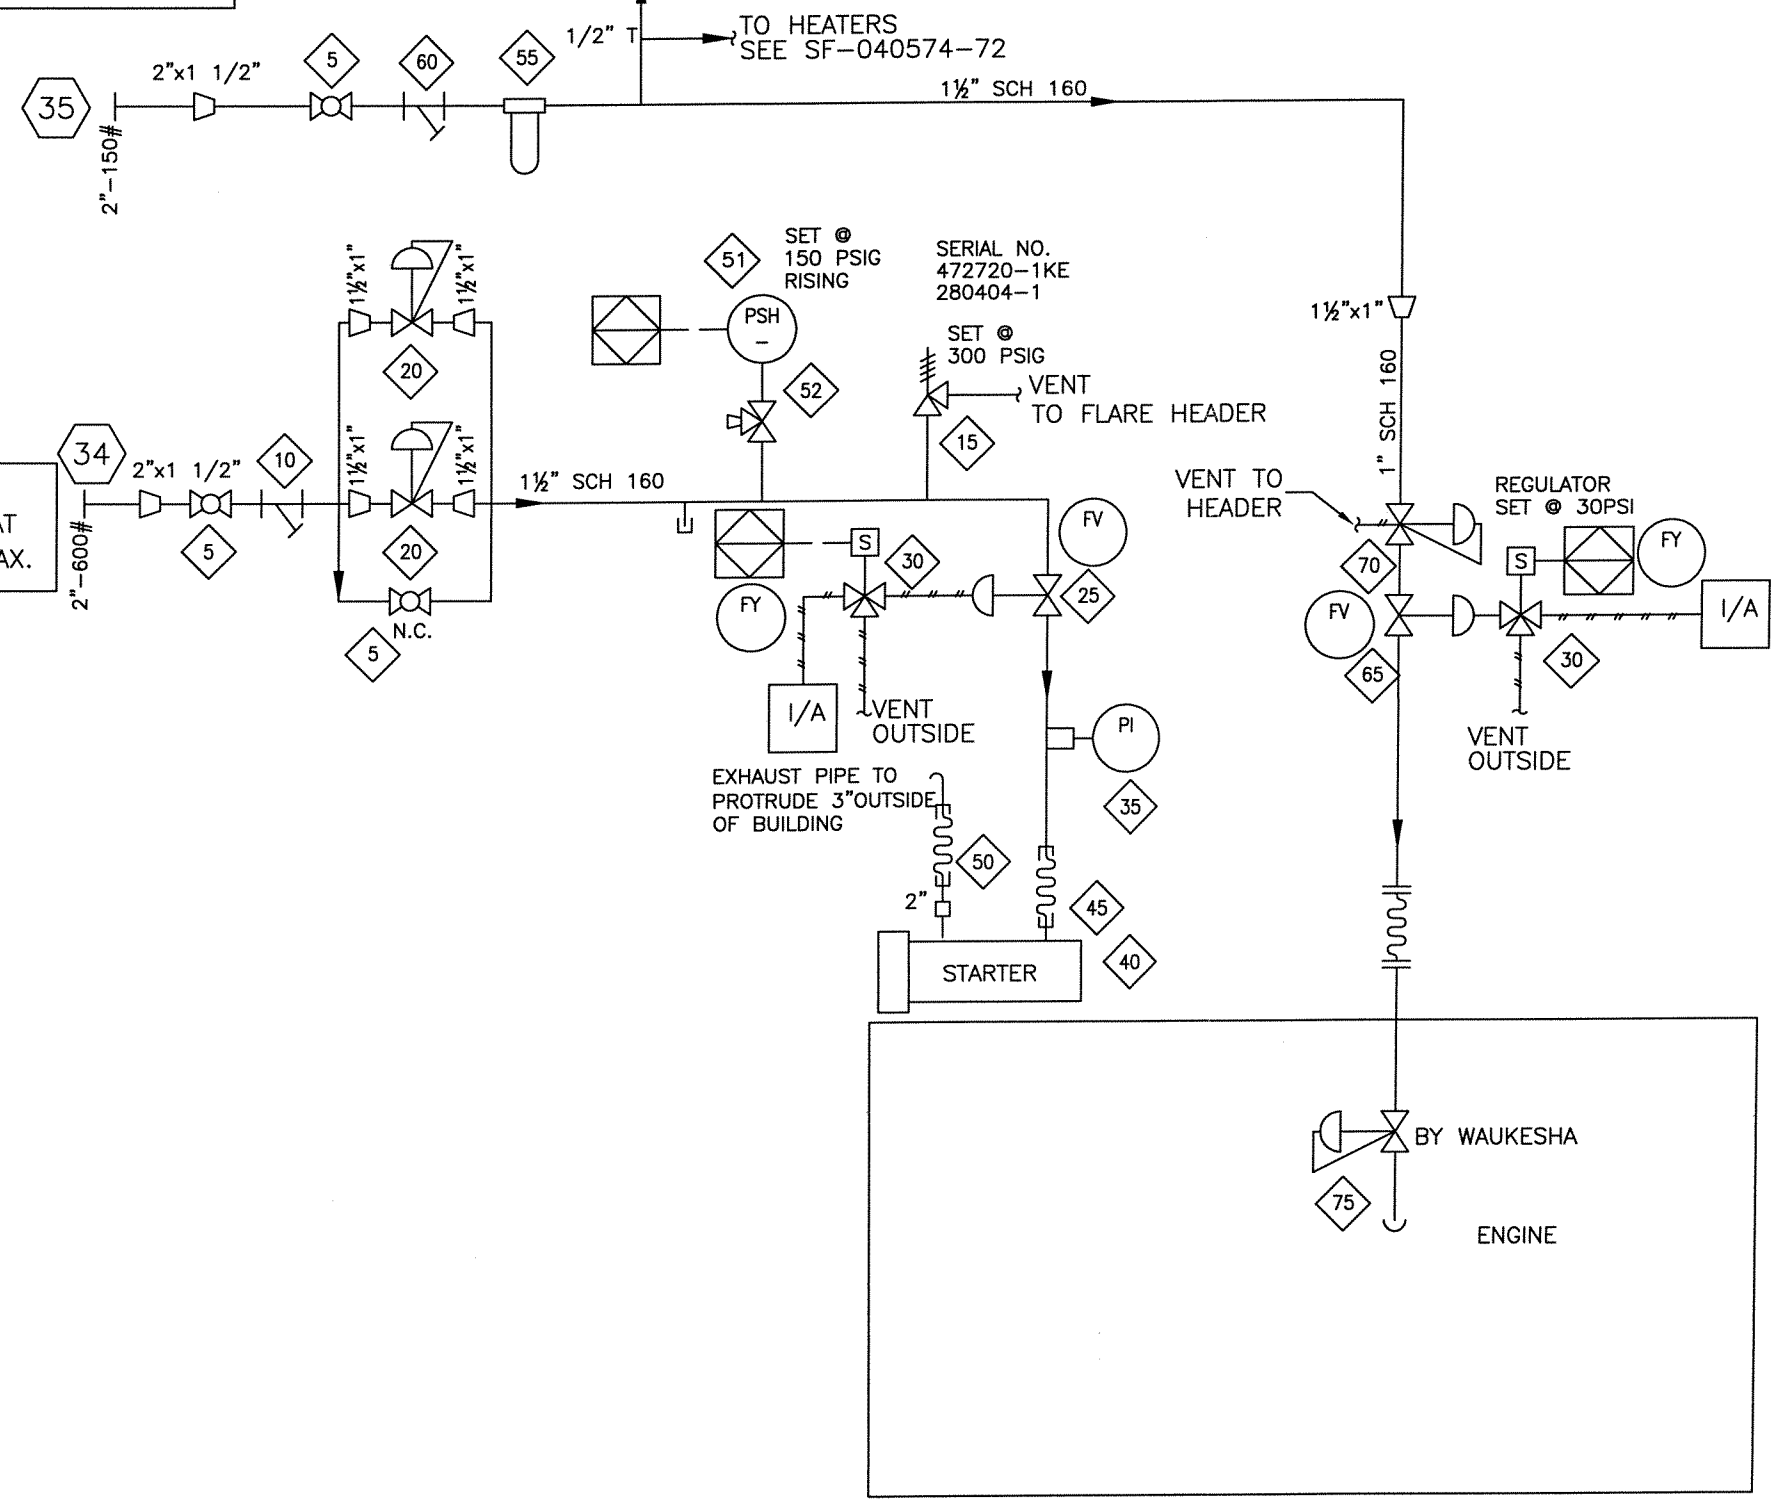 1/2" T
TO HEATERS
SEE SF-040574-72
35
2"x1 1/2"
5
60
55
1½" SCH 160
2"-150#
1½"x1"
1½"x1"
20
51
SET @
150 PSIG
RISING
PSH
-
52
SERIAL NO.
472720-1KE
280404-1
SET @
300 PSIG
VENT
TO FLARE HEADER
15
1½"x1"
1" SCH 160
34
2"x1 1/2"
10
1½"x1"
1½"x1"
1½" SCH 160
AT
AX.
2"-600#
5
20
N.C.
5
FV
S
30
FY
25
I/A
VENT
OUTSIDE
PI
35
VENT TO
HEADER
REGULATOR
SET @ 30PSI
70
S
FY
FV
I/A
65
30
VENT
OUTSIDE
EXHAUST PIPE TO
PROTRUDE 3"OUTSIDE
OF BUILDING
50
2"
45
40
STARTER
BY WAUKESHA
75
ENGINE